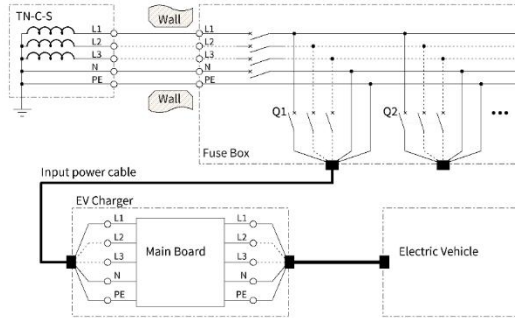 TN-C-S
Wall
L1
L2
L3
N
PE
L1
L2
L3
N
PE
Wall
Q1
Q2
Fuse Box
Input power cable
EV Charger
L1
L2
L3
N
PE
Main Board
L1
L2
L3
N
PE
Electric Vehicle